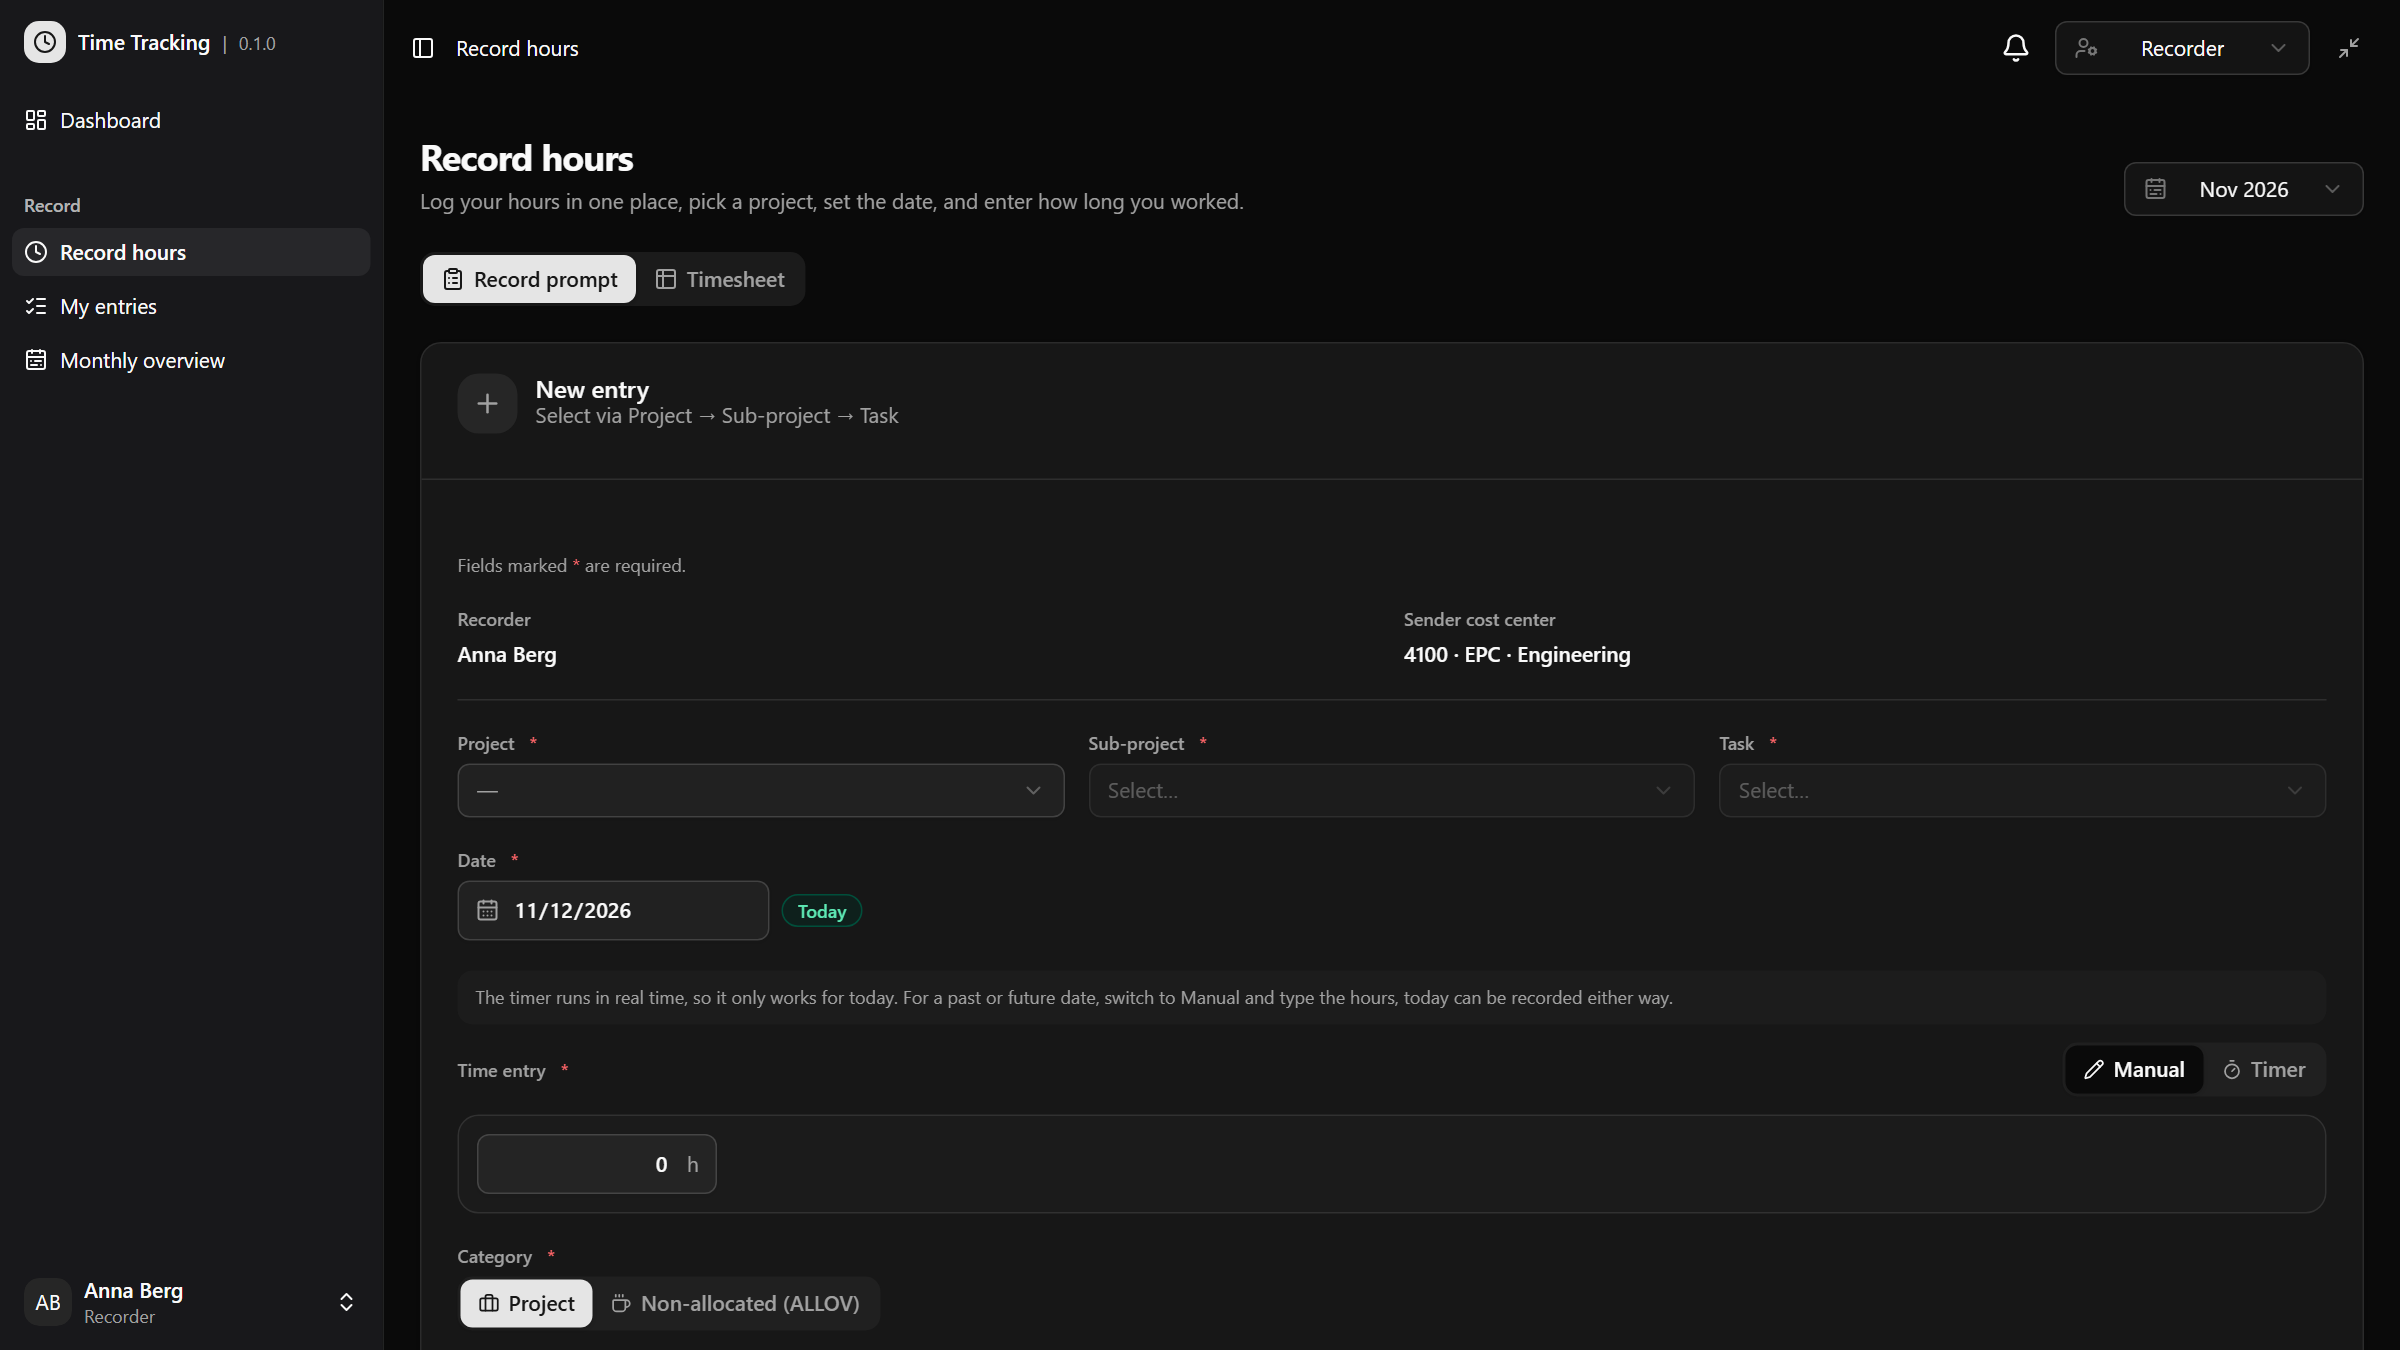 Time Tracking | 0.1.0
Dashboard
Record
Record hours
My entries
Monthly overview
AB
Anna Berg
Recorder
Record hours
Recorder
Record hours
Log your hours in one place, pick a project, set the date, and enter how long you worked.
Nov 2026
Record prompt
Timesheet
New entry
Select via Project → Sub-project → Task
Fields marked * are required.
Recorder
Anna Berg
Sender cost center
4100 · EPC · Engineering
Project *
—
Sub-project *
Select...
Task *
Select...
Date *
11/12/2026
Today
The timer runs in real time, so it only works for today. For a past or future date, switch to Manual and type the hours, today can be recorded either way.
Time entry *
Manual
Timer
0 h
Category *
Project
Non-allocated (ALLOV)